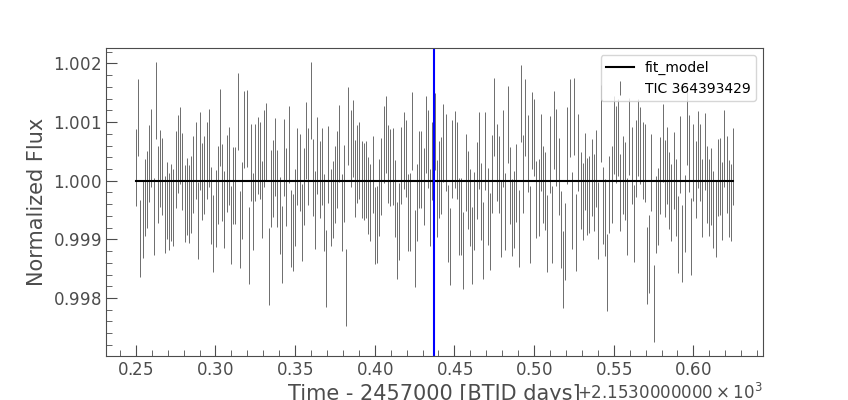 1.002
1.001
1.000
0.999
0.998
Normalized Flux
fit_model
TIC 364393429
0.25 0.30 0.35 0.40 0.45 0.50 0.55 0.60
Time - 2457000 [BTJD days]
+2.1530000000 × 10³